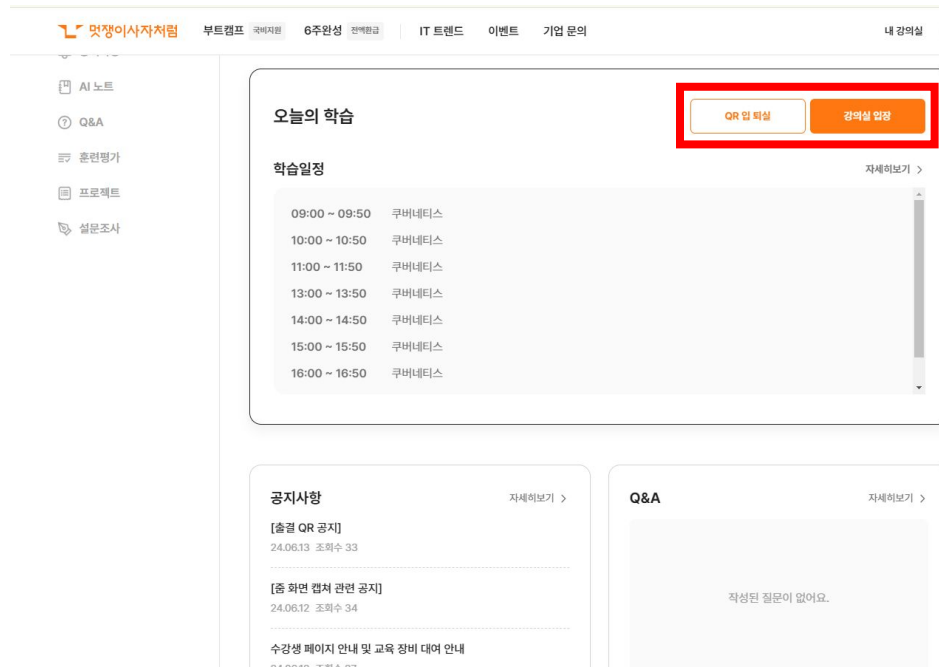 멋쟁이사자처럼 부트캠프 국비지원 6주완성 전액환급 IT 트렌드 이벤트 기업 문의 내 강의실
AI 노트
Q&A
훈련평가
프로젝트
설문조사
오늘의 학습
QR 입 퇴실 강의실 입장
학습일정 자세히보기 >
09:00 ~ 09:50 쿠버네티스
10:00 ~ 10:50 쿠버네티스
11:00 ~ 11:50 쿠버네티스
13:00 ~ 13:50 쿠버네티스
14:00 ~ 14:50 쿠버네티스
15:00 ~ 15:50 쿠버네티스
16:00 ~ 16:50 쿠버네티스
공지사항 자세히보기 >
[출결 QR 공지]
24.06.13 조회수 33
[줌 화면 캡쳐 관련 공지]
24.06.12 조회수 34
수강생 페이지 안내 및 교육 장비 대여 안내
Q&A 자세히보기 >
작성된 질문이 없어요.